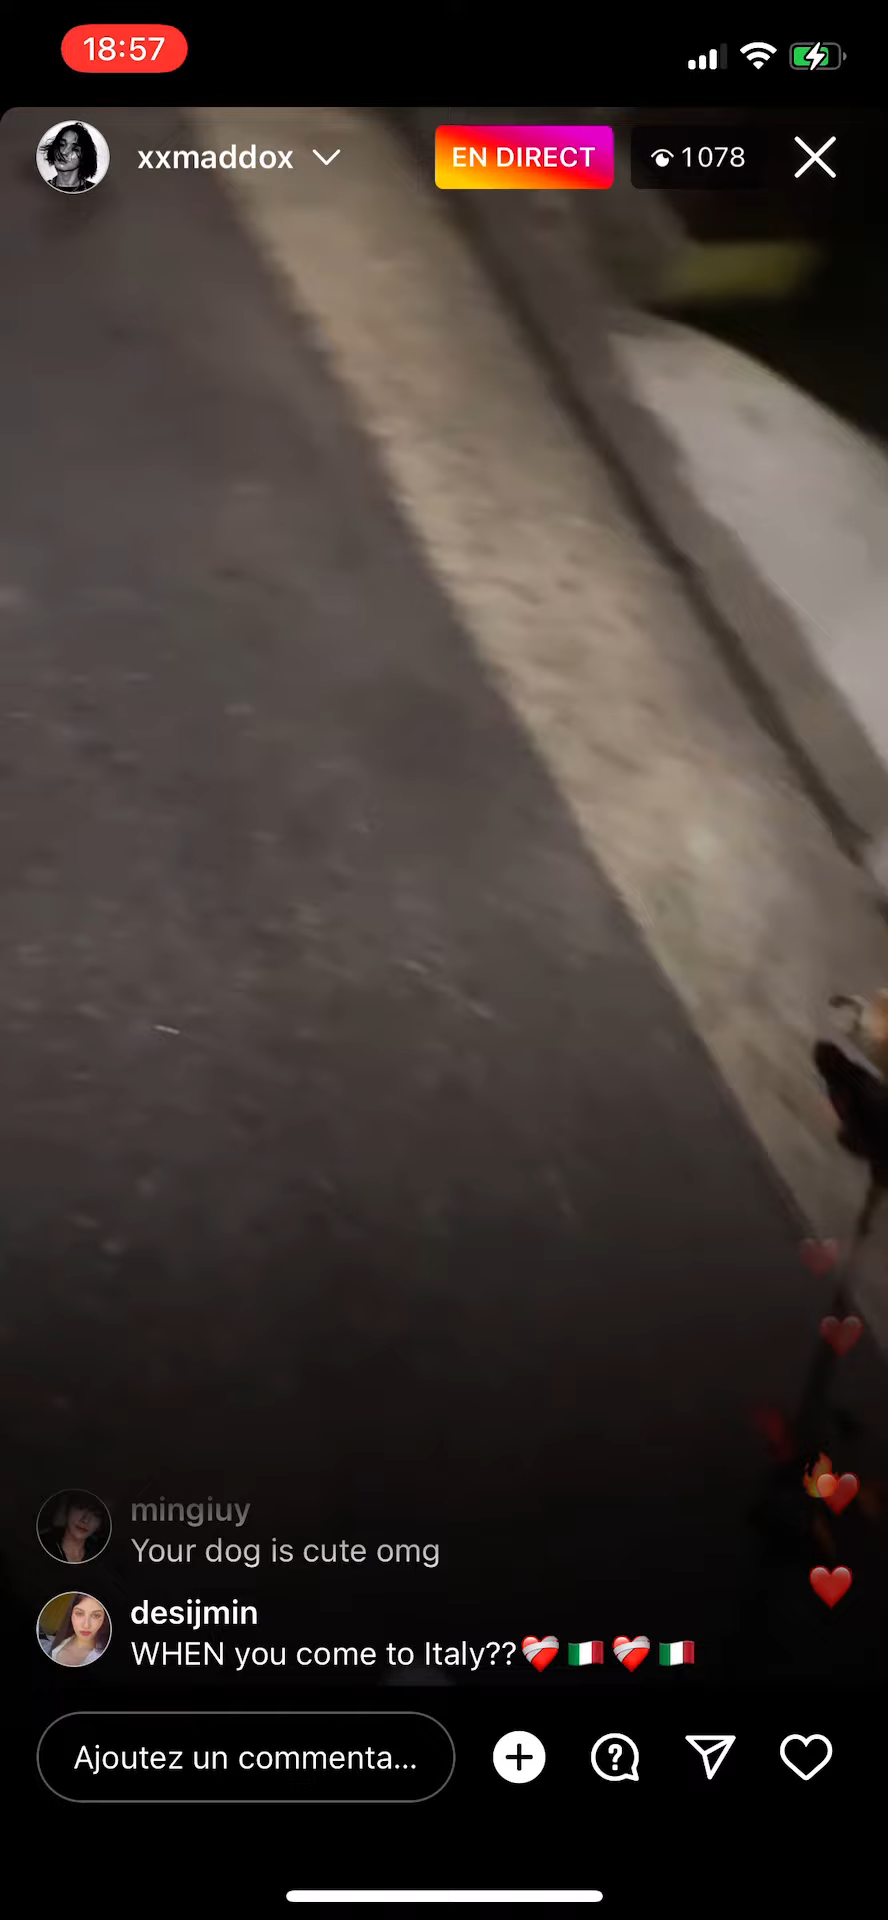 18:57
xxmaddox
EN DIRECT
1078
mingiuy
Your dog is cute omg
desijmin
WHEN you come to Italy??❤️‍🩹🇮🇹❤️‍🩹🇮🇹
Ajoutez un commenta...